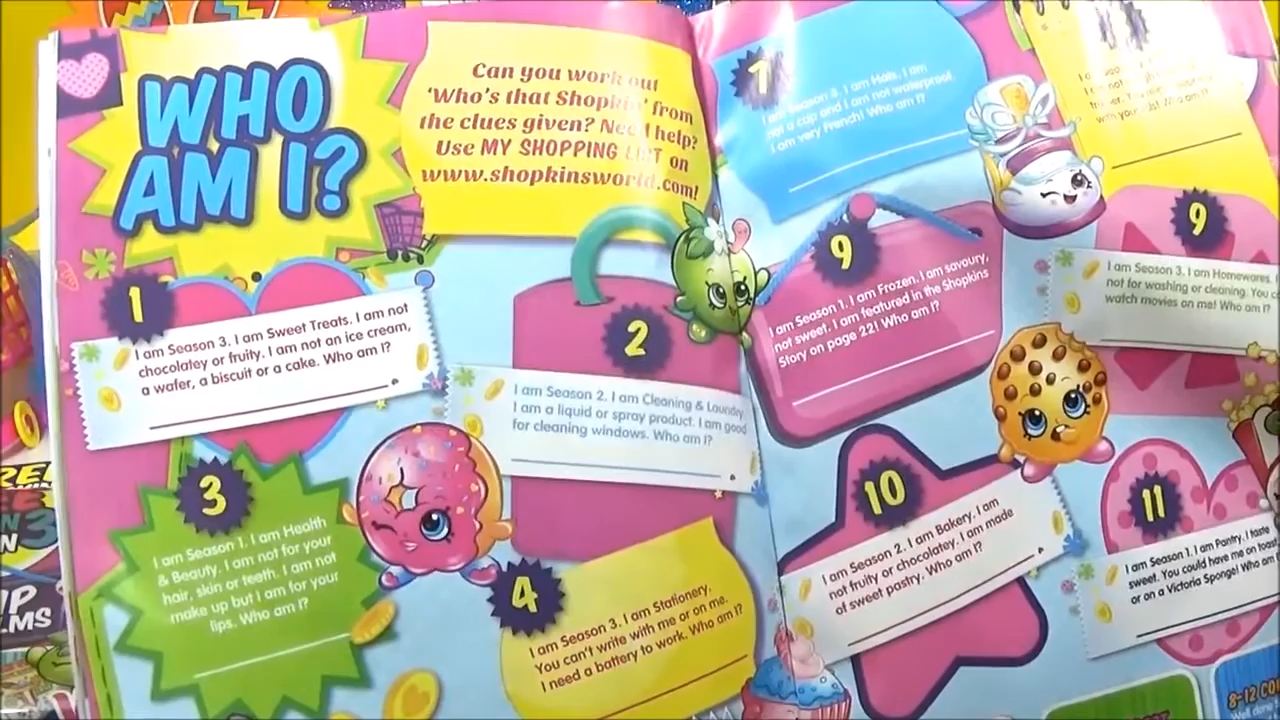 WHO
AM I?
Can you work out
'Who's that Shopkin' from
the clues given? Need help?
Use MY SHOPPING LIST on
www.shopkinsworld.com!
1
I am Season 3. I am Sweet Treats. I am not
chocolatey or fruity. I am not an ice cream,
a wafer, a biscuit or a cake. Who am I?
2
I am Season 2. I am Cleaning & Laundry.
I am a liquid or spray product. I am good
for cleaning windows. Who am I?
3
I am Season 1. I am Health
& Beauty. I am not for your
hair, skin or teeth. I am not
make up but I am for your
lips. Who am I?
4
I am Season 3. I am Stationery.
You can't write with me or on me.
I need a battery to work. Who am I?
I am Season 3. I am Hats. I am
not a cap and I am not waterproof.
I am very French! Who am I?
9
I am Season 1. I am Frozen. I am savoury,
not sweet. I am featured in the Shopkins
Story on page 22! Who am I?
9
I am Season 3. I am Homewares.
not for washing or cleaning. You
watch movies on me! Who am I?
10
I am Season 2. I am Bakery. I am
not fruity or chocolatey. I am made
of sweet pastry. Who am I?
11
I am Season 1. I am Pantry. I taste
sweet. You could have me on toast
or on a Victoria Sponge! Who am
8-12
Well done
3